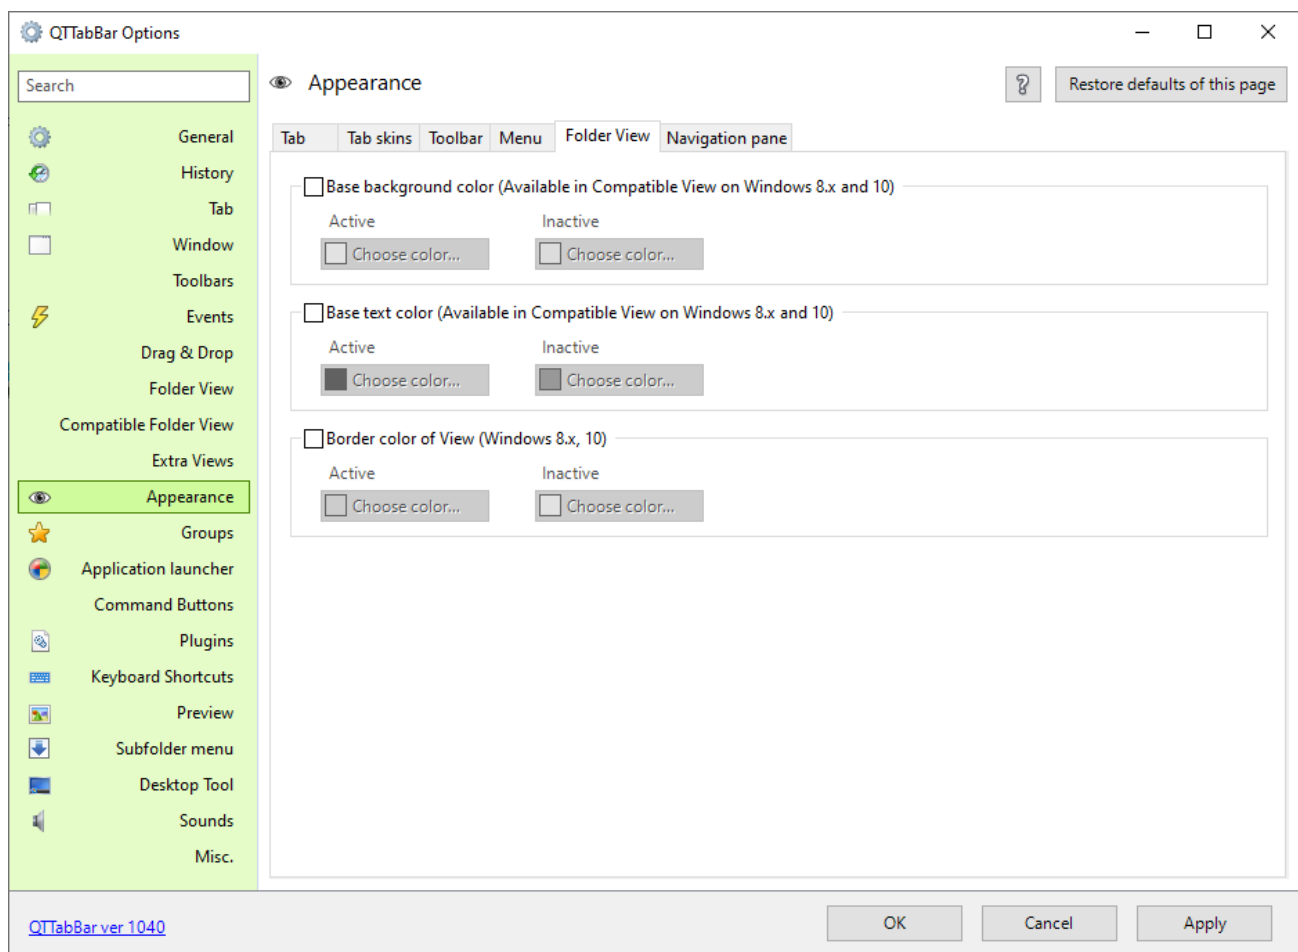 QTTabBar Options
Search
General
History
Tab
Window
Toolbars
Events
Drag & Drop
Folder View
Compatible Folder View
Extra Views
Appearance
Groups
Application launcher
Command Buttons
Plugins
Keyboard Shortcuts
Preview
Subfolder menu
Desktop Tool
Sounds
Misc.
Appearance
? Restore defaults of this page
Tab Tab skins Toolbar Menu Folder View Navigation pane
Base background color (Available in Compatible View on Windows 8.x and 10)
Active Inactive
Choose color... Choose color...
Base text color (Available in Compatible View on Windows 8.x and 10)
Active Inactive
Choose color... Choose color...
Border color of View (Windows 8.x, 10)
Active Inactive
Choose color... Choose color...
QTTabBar ver 1040
OK Cancel Apply